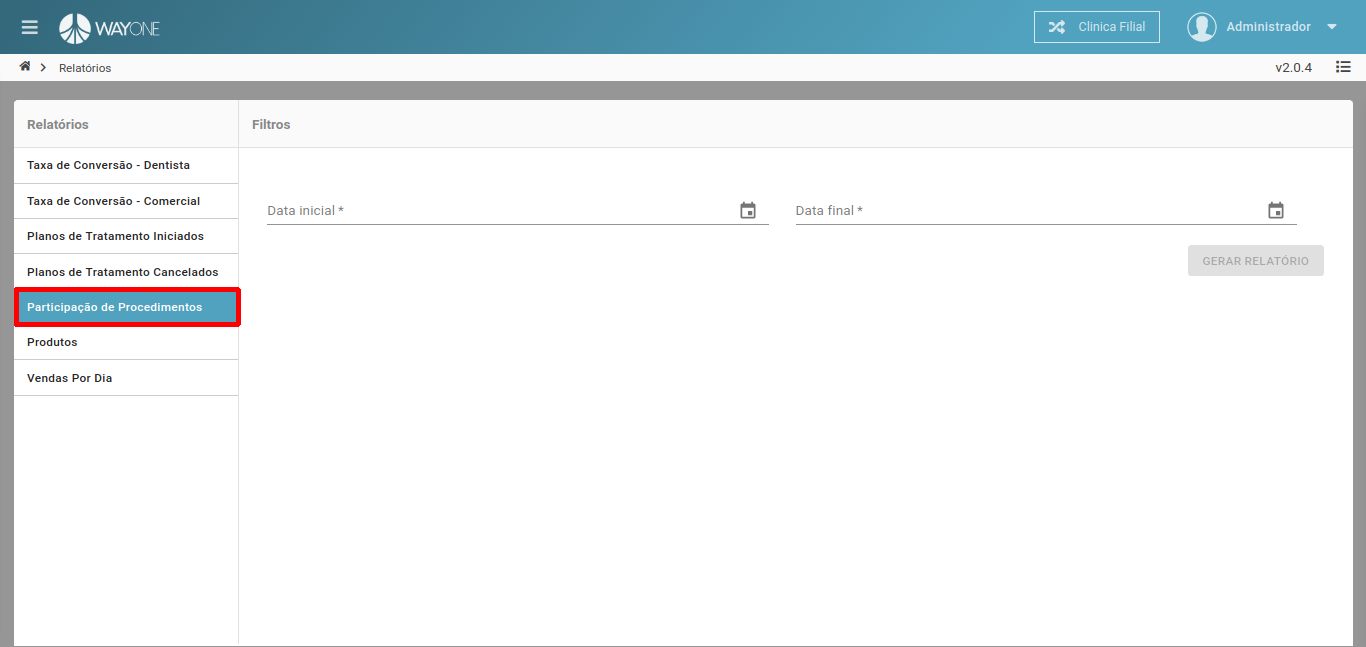 WAYONE
Clinica Filial
Administrador
Relatórios
v2.0.4
Relatórios
Filtros
Taxa de Conversão - Dentista
Taxa de Conversão - Comercial
Planos de Tratamento Iniciados
Planos de Tratamento Cancelados
Participação de Procedimentos
Produtos
Vendas Por Dia
Data inicial *
Data final *
GERAR RELATÓRIO